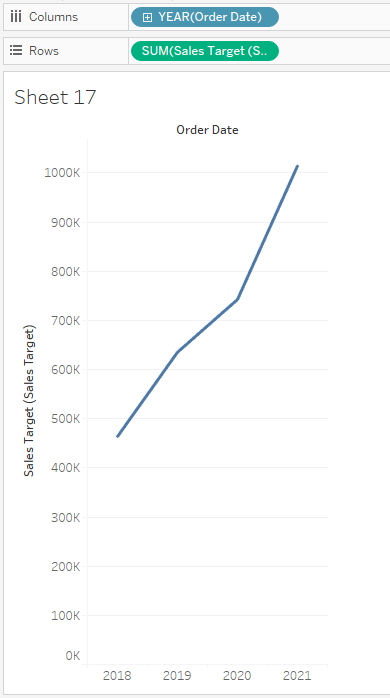 Columns
YEAR(Order Date)
Rows
SUM(Sales Target (S..
Sheet 17
Order Date
1000K
900K
800K
700K
600K
500K
400K
300K
200K
100K
0K
Sales Target (Sales Target)
2018 2019 2020 2021